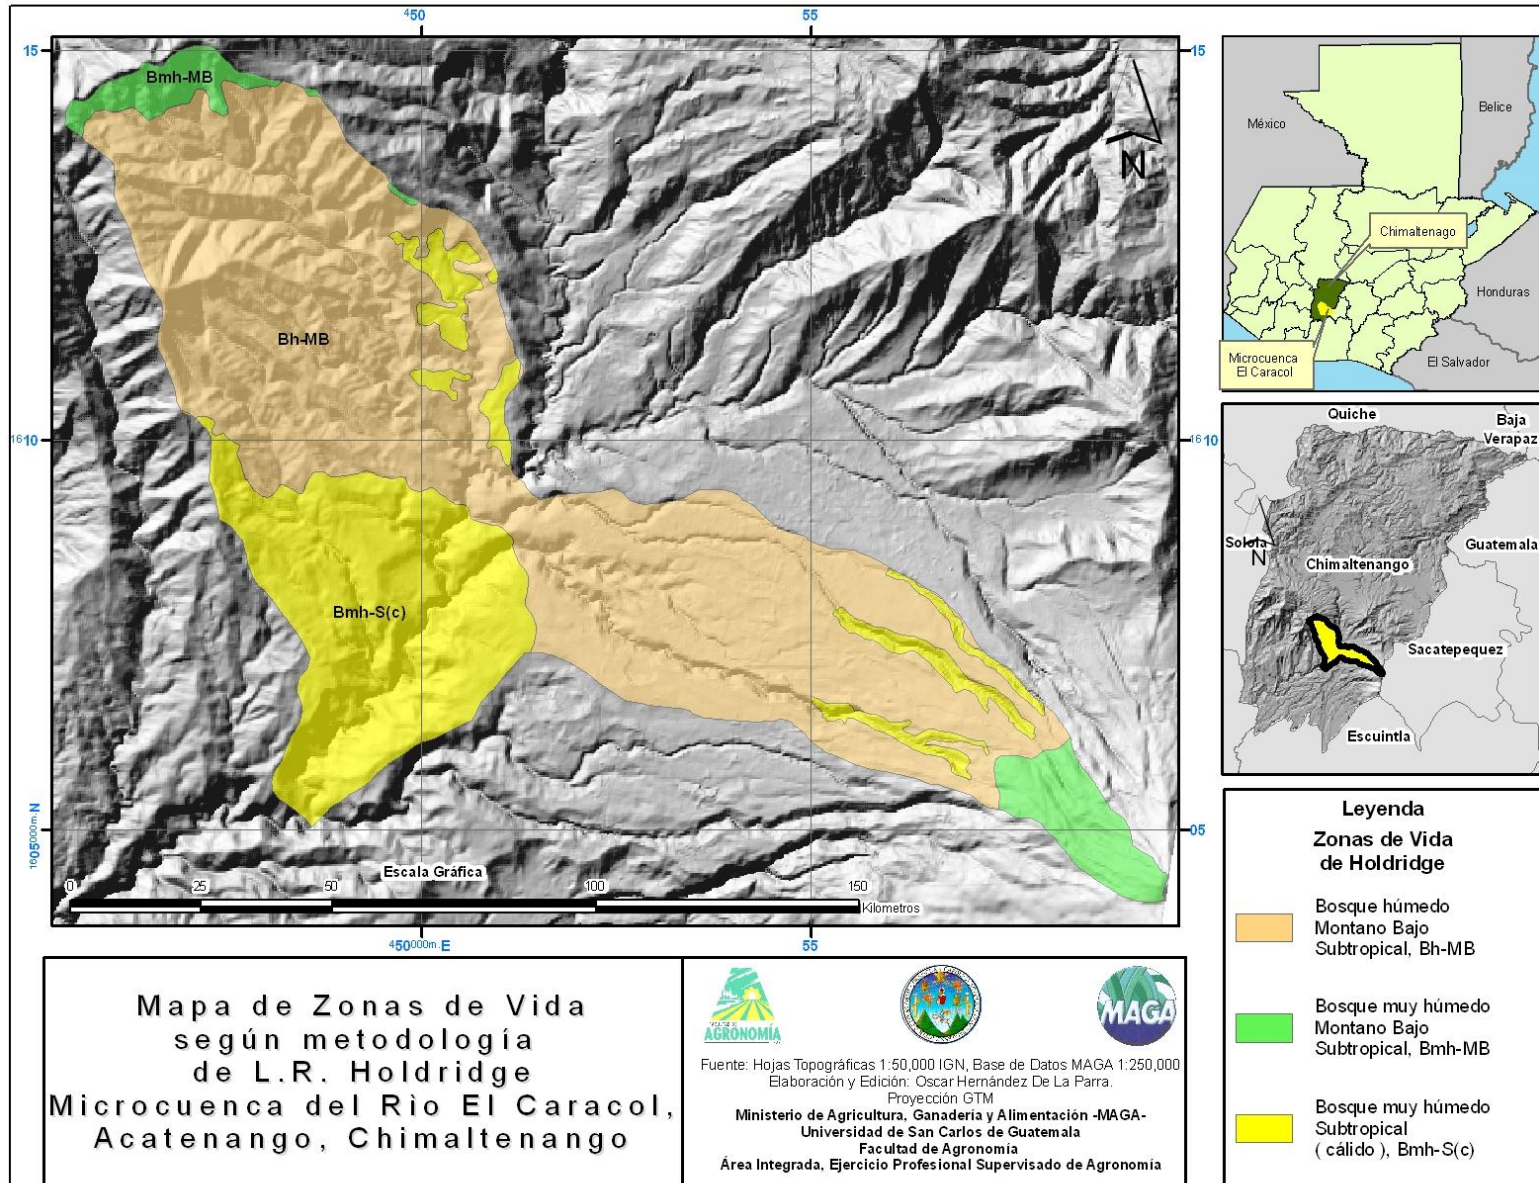 450
55
15
15
Bmh-MB
N
Bh-MB
1610
1610
Bmh-S(c)
1605000m.N
05
Escala Gráfica
0
25
50
100
150
Kilometros
450000m.E
55
México
Belice
Chimaltenago
Honduras
Microcuenca
El Caracol
El Salvador
Quiche
Baja
Verapaz
Solola
N
Guatemala
Chimaltenango
Sacatepequez
Escuintla
Leyenda
Zonas de Vida
de Holdridge
Bosque húmedo
Montano Bajo
Subtropical, Bh-MB
Bosque muy húmedo
Montano Bajo
Subtropical, Bmh-MB
Bosque muy húmedo
Subtropical
( cálido ), Bmh-S(c)
Mapa de Zonas de Vida
según metodología
de L.R. Holdridge
Microcuenca del Rìo El Caracol,
Acatenango, Chimaltenango
AGRONOMÍA
MAGA
Fuente: Hojas Topográficas 1:50,000 IGN, Base de Datos MAGA 1:250,000
Elaboración y Edición: Oscar Hernández De La Parra.
Proyección GTM
Ministerio de Agricultura, Ganadería y Alimentación -MAGA-
Universidad de San Carlos de Guatemala
Facultad de Agronomía
Área Integrada, Ejercicio Profesional Supervisado de Agronomía